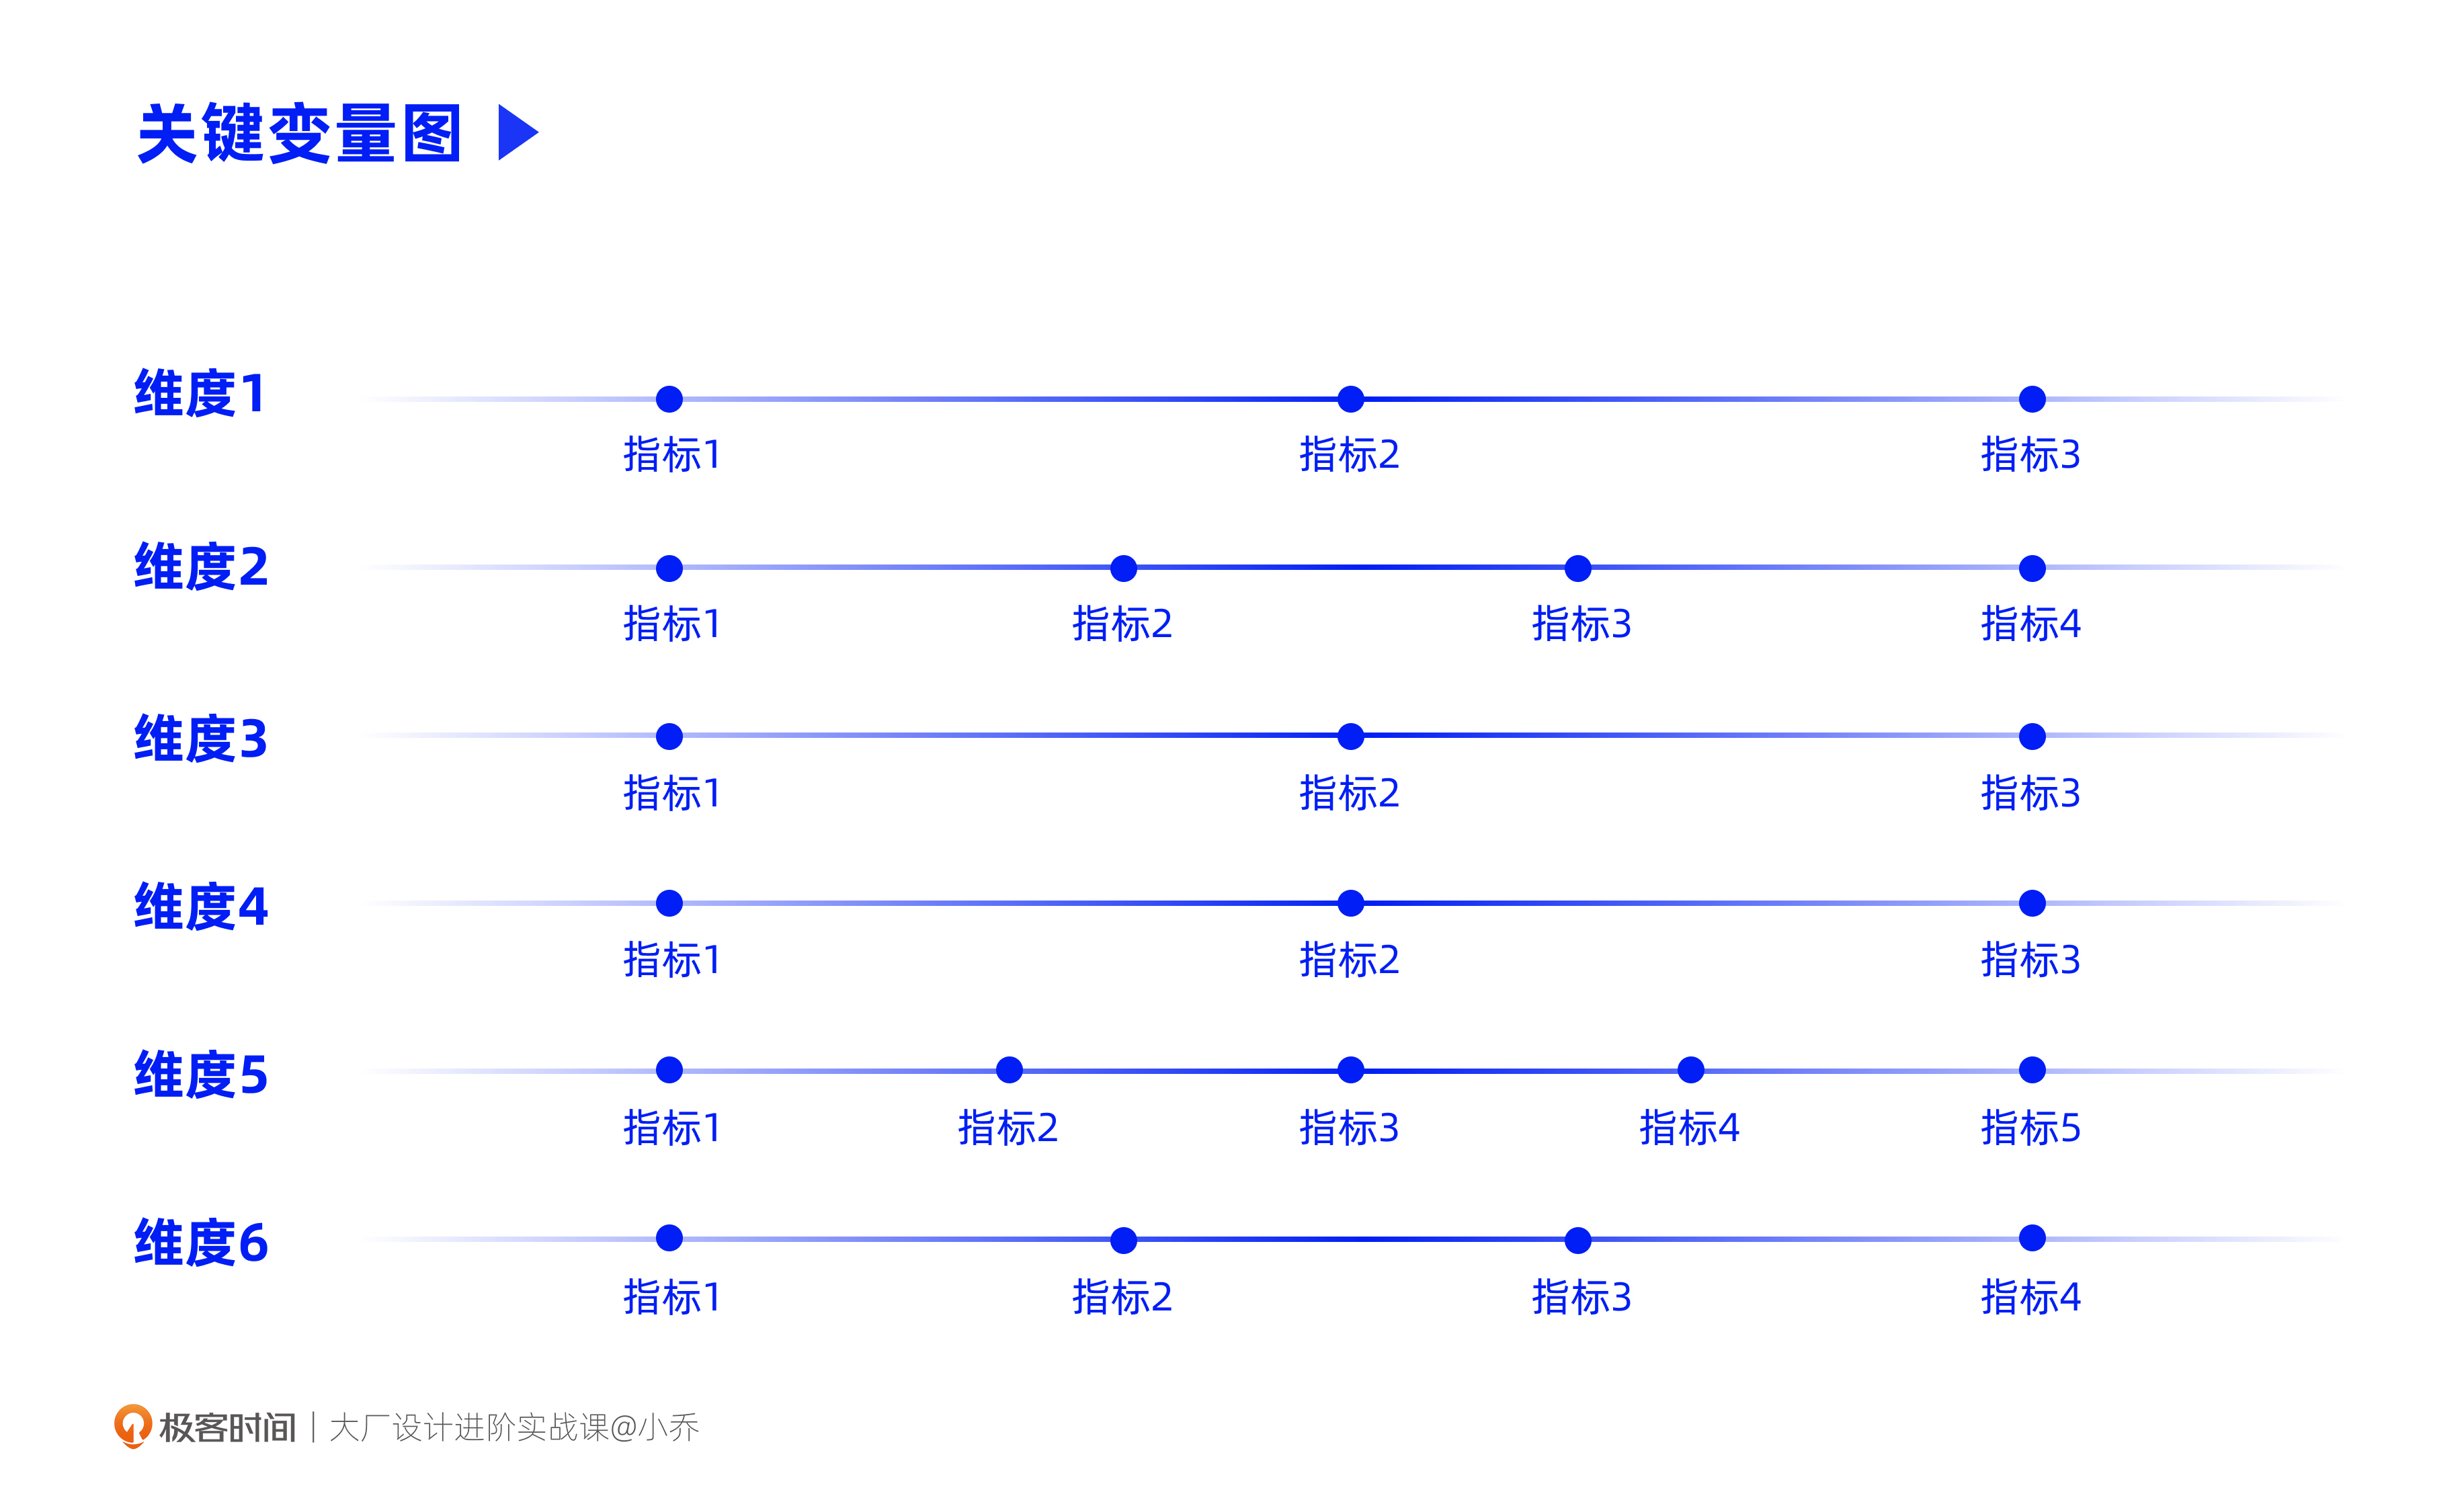 关键变量图
维度1
指标1 指标2 指标3
维度2
指标1 指标2 指标3 指标4
维度3
指标1 指标2 指标3
维度4
指标1 指标2 指标3
维度5
指标1 指标2 指标3 指标4 指标5
维度6
指标1 指标2 指标3 指标4
极客时间 | 大厂设计进阶实战课@小乔